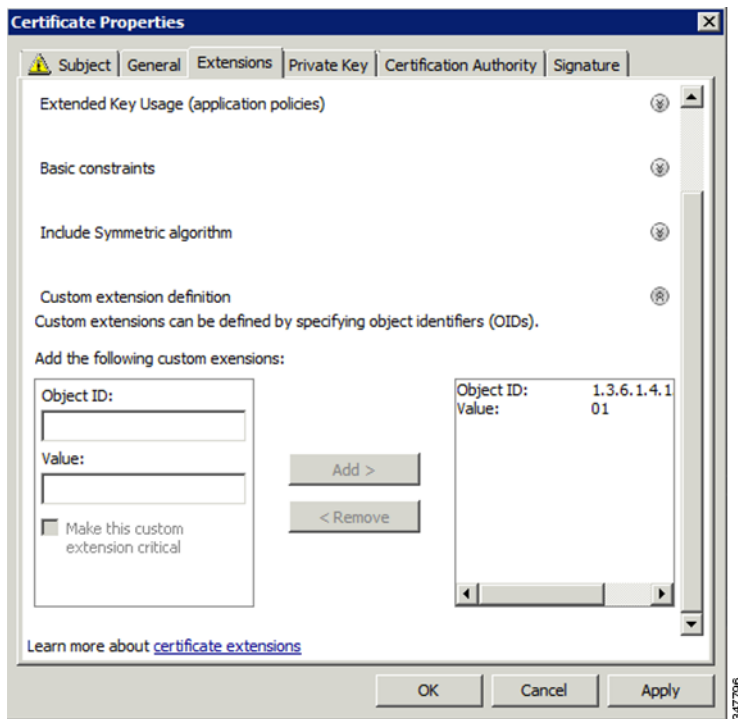 Certificate Properties
Subject General Extensions Private Key Certification Authority Signature
Extended Key Usage (application policies)
Basic constraints
Include Symmetric algorithm
Custom extension definition
Custom extensions can be defined by specifying object identifiers (OIDs).
Add the following custom exensions:
Object ID:
Value:
Make this custom
extension critical
Add >
< Remove
Object ID: 1.3.6.1.4.1
Value: 01
Learn more about certificate extensions
OK Cancel Apply
347796